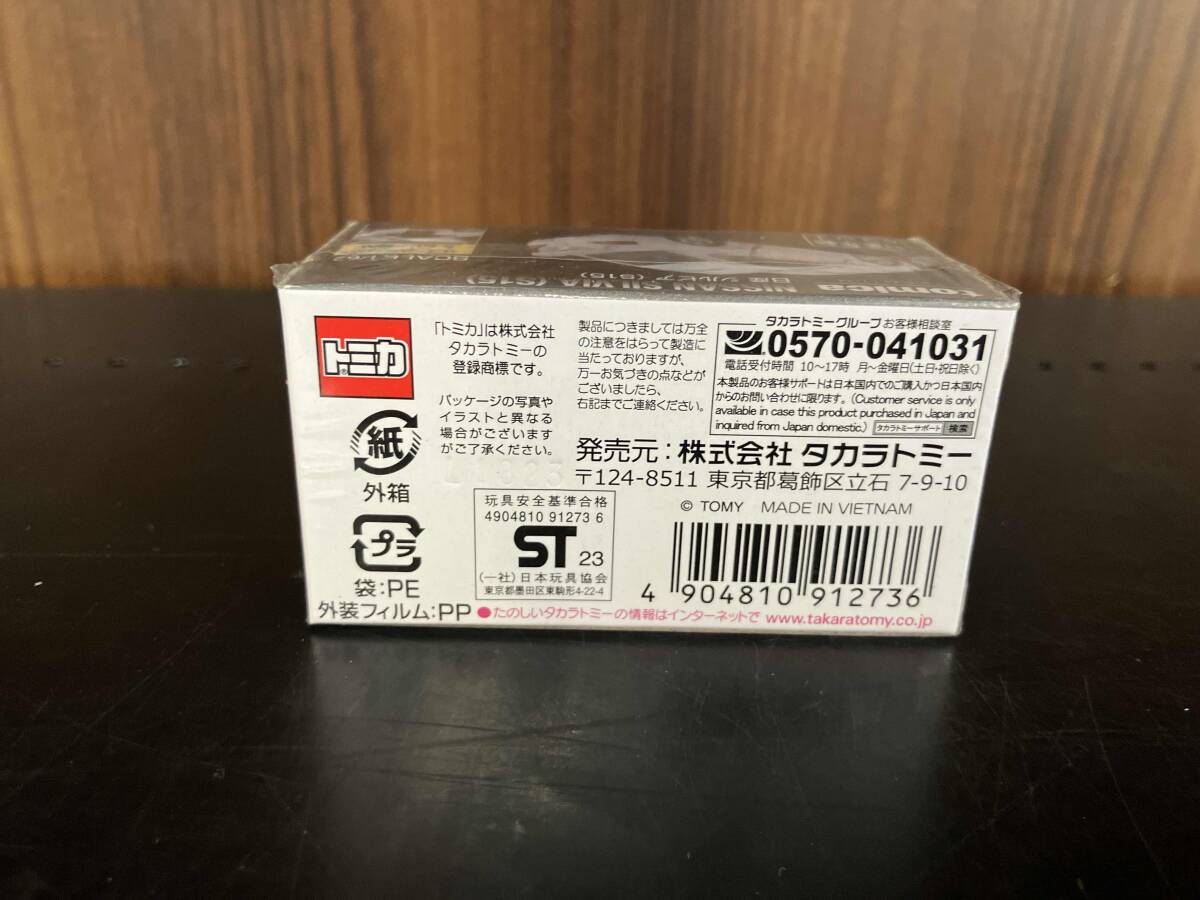 SCALE 1/62
日産 シルビア (S15)
NISSAN SILVIA (S15)
tomica
トミカ
「トミカ」は株式会社
タカラトミーの
登録商標です。
パッケージの写真や
イラストと異なる
場合がございます
がご了承ください。
製品につきましては万全
の注意をはらって製造に
当たっておりますが、
万一お気づきの点などが
ございましたら、
右記までご連絡ください。
タカラトミーグループお客様相談室
0570-041031
電話受付時間 10〜17時 月〜金曜日(土日・祝日除く)
本製品のお客様サポートは日本国内でのご購入かつ日本国内
からのお問い合わせに限ります。(Customer service is only
available in case this product purchased in Japan and
inquired from Japan domestic.) タカラトミーサポート 検索
発売元:株式会社 タカラトミー
〒124-8511 東京都葛飾区立石 7-9-10
紙
外箱
プラ
袋:PE
外装フィルム:PP
玩具安全基準合格
4904810 91273 6
ST 23
(一社)日本玩具協会
東京都墨田区東駒形4-22-4
© TOMY MADE IN VIETNAM
4 904810 912736
●たのしいタカラトミーの情報はインターネットで www.takaratomy.co.jp